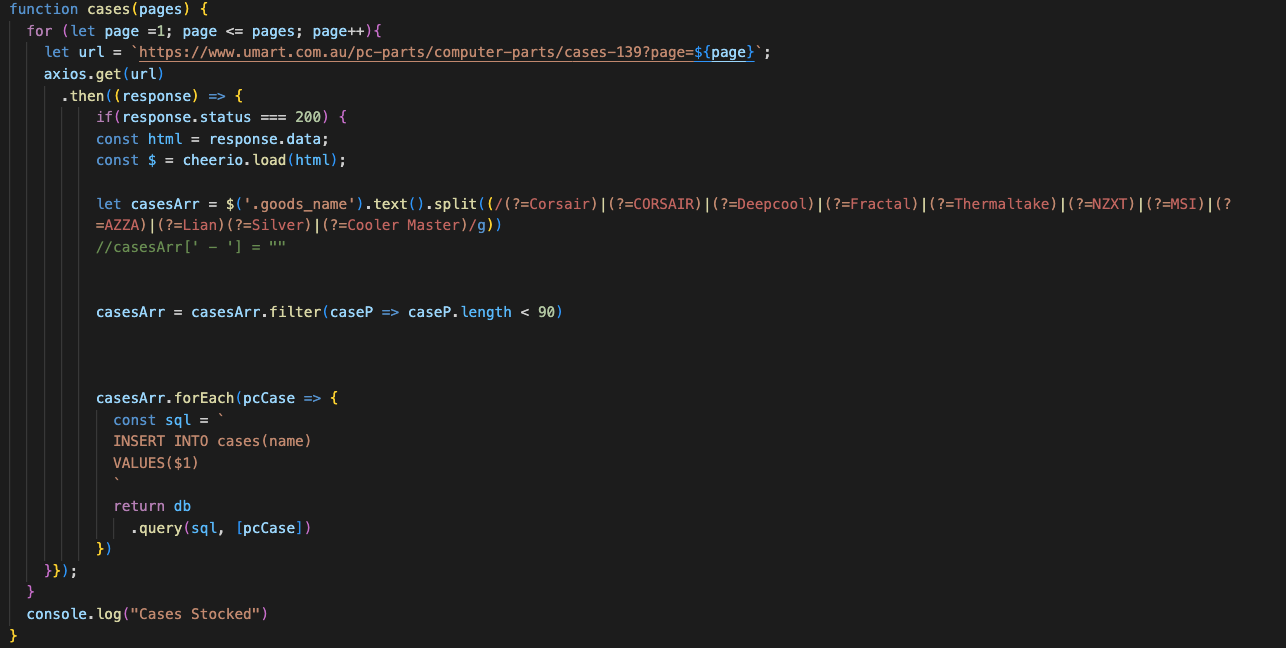 function cases(pages) {
for (let page =1; page <= pages; page++){
let url = `https://www.umart.com.au/pc-parts/computer-parts/cases-139?page=${page}`;
axios.get(url)
.then((response) => {
if(response.status === 200) {
const html = response.data;
const $ = cheerio.load(html);
let casesArr = $('.goods_name').text().split((/(?=Corsair)|(?=CORSAIR)|(?=Deepcool)|(?=Fractal)|(?=Thermaltake)|(?=NZXT)|(?=MSI)|(?
=AZZA)|(?=Lian)(?=Silver)|(?=Cooler Master)/g))
//casesArr[' - '] = ""
casesArr = casesArr.filter(caseP => caseP.length < 90)
casesArr.forEach(pcCase => {
const sql = `
INSERT INTO cases(name)
VALUES($1)
`
return db
.query(sql, [pcCase])
})
}});
}
console.log("Cases Stocked")
}